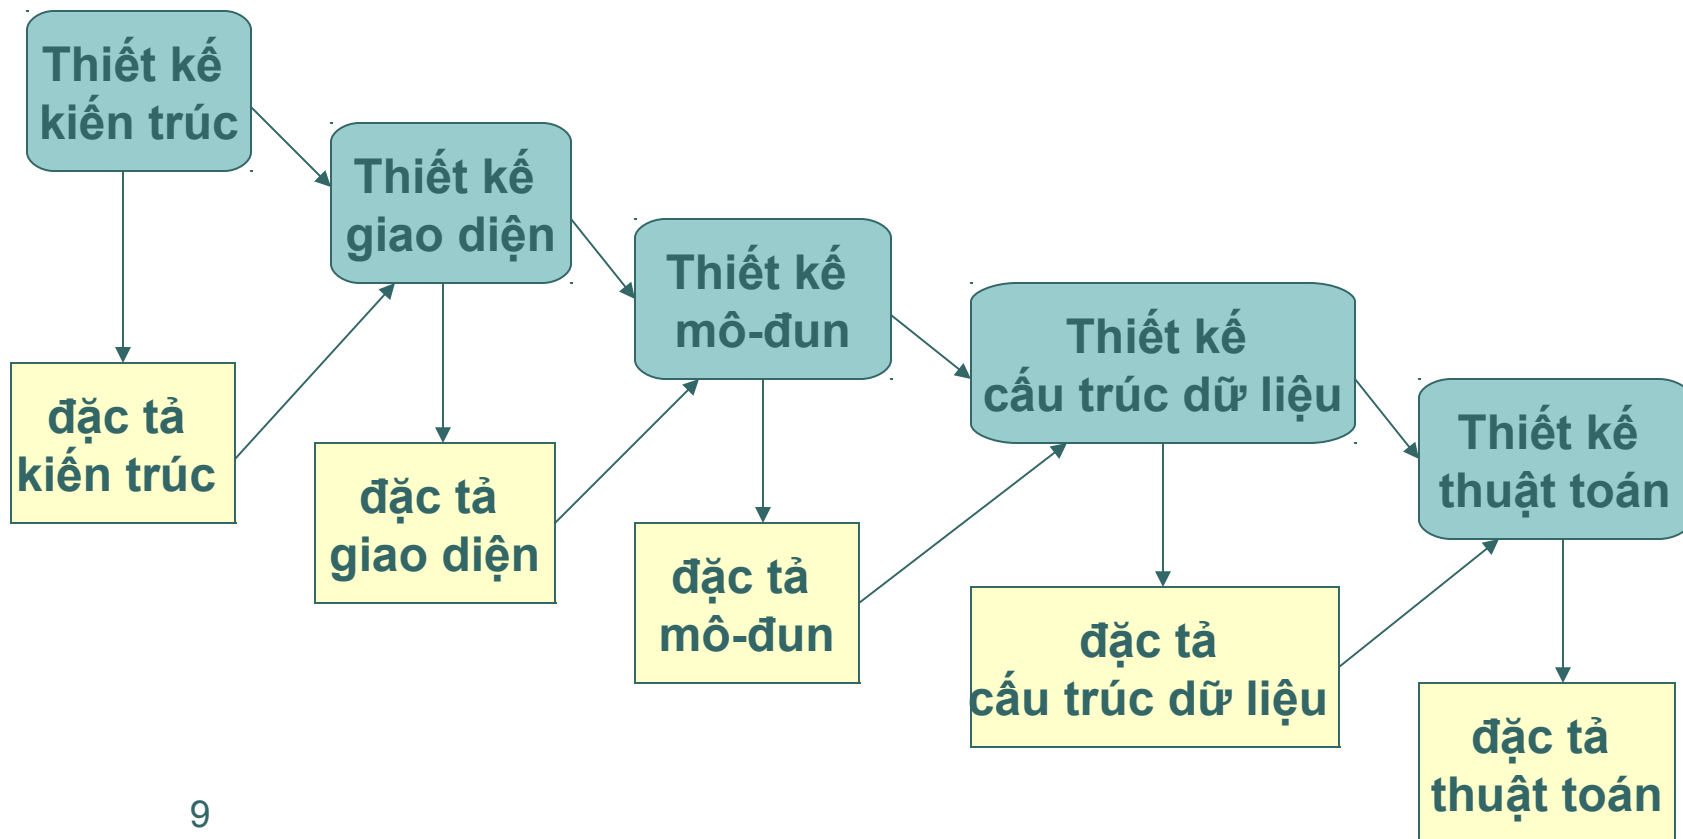 Thiết kế
kiến trúc
Thiết kế
giao diện
Thiết kế
mô-đun
Thiết kế
cấu trúc dữ liệu
Thiết kế
thuật toán
đặc tả
kiến trúc
đặc tả
giao diện
đặc tả
mô-đun
đặc tả
cấu trúc dữ liệu
đặc tả
thuật toán
9